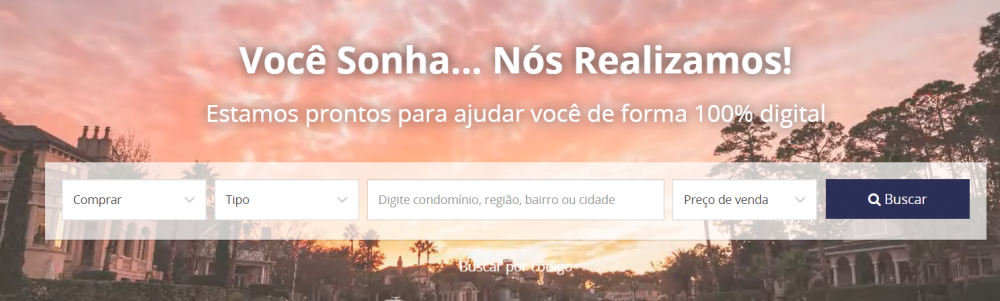 Você Sonha... Nós Realizamos!
Estamos prontos para ajudar você de forma 100% digital
Comprar
Tipo
Digite condomínio, região, bairro ou cidade
Preço de venda
Buscar
Buscar por código